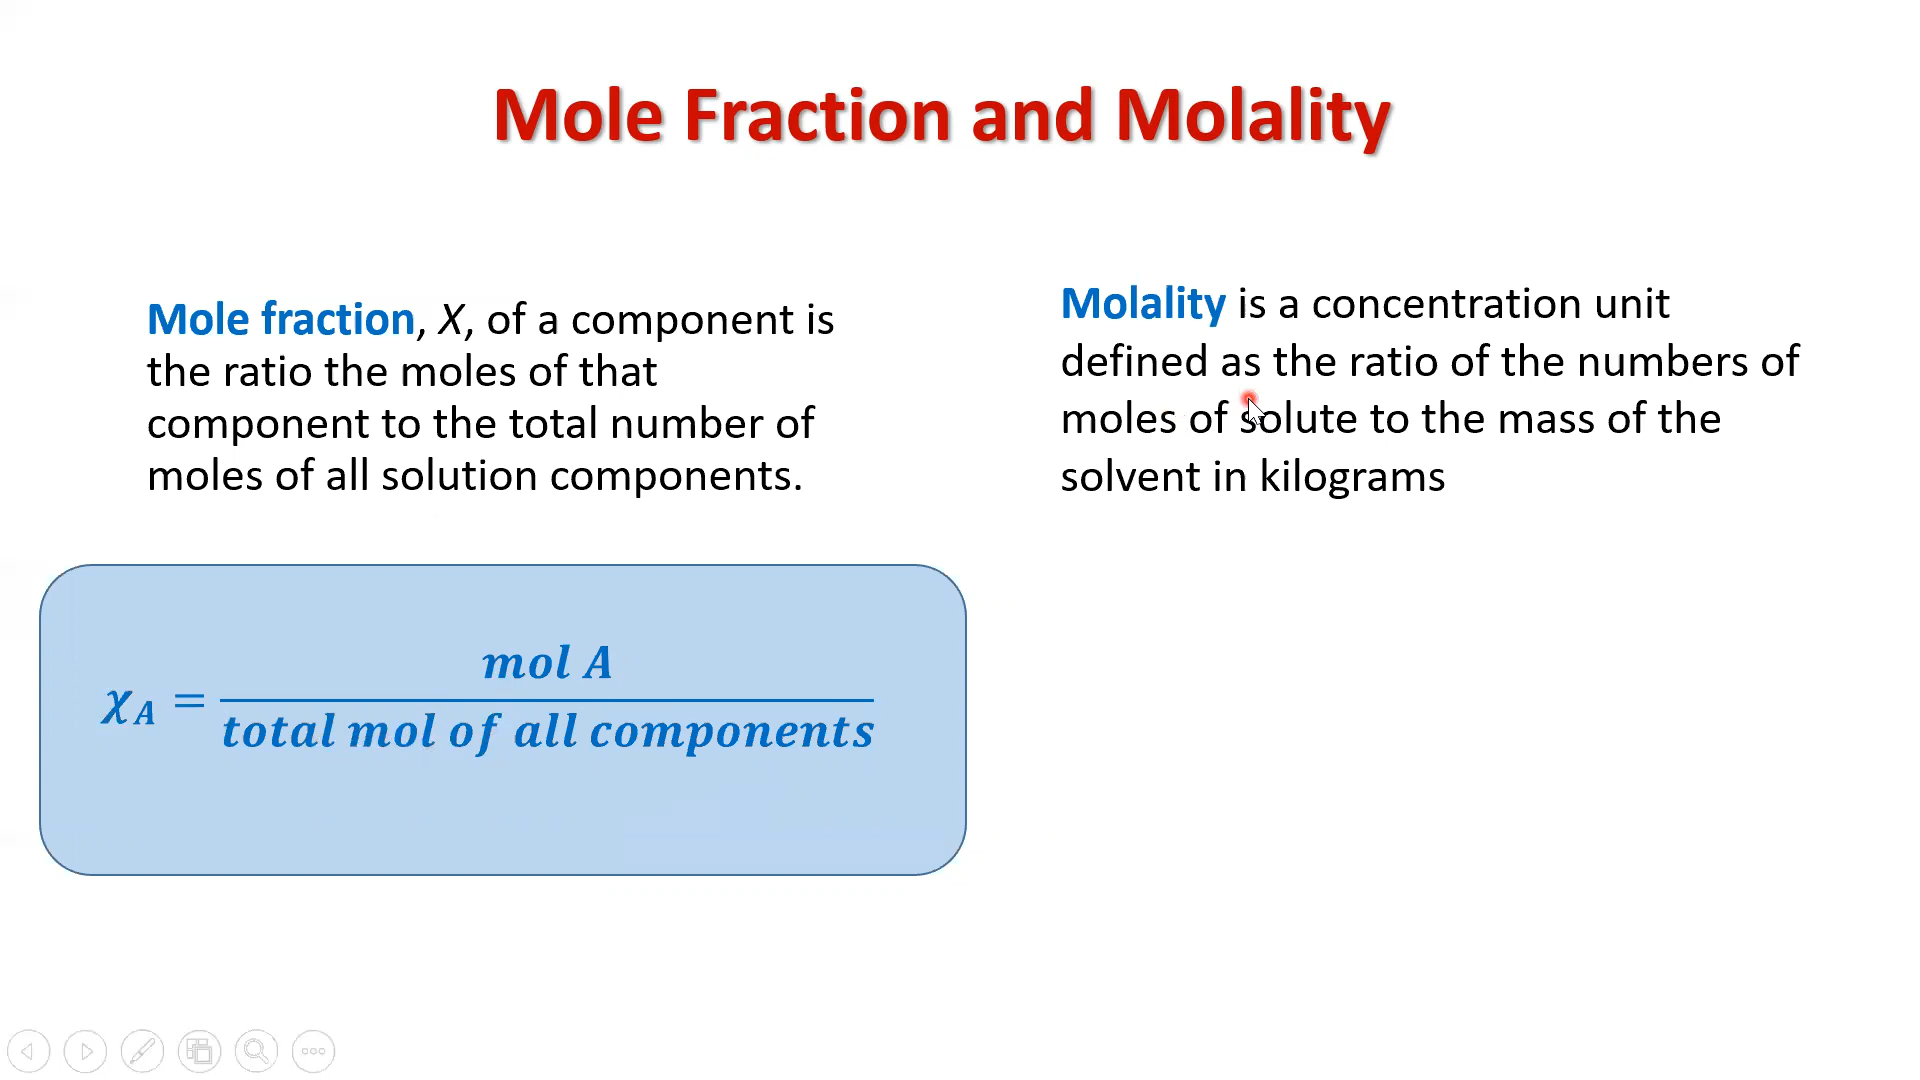 Mole Fraction and Molality
Mole fraction, X, of a component is
the ratio the moles of that
component to the total number of
moles of all solution components.
χ_A = mol A / total mol of all components
Molality is a concentration unit
defined as the ratio of the numbers of
moles of solute to the mass of the
solvent in kilograms